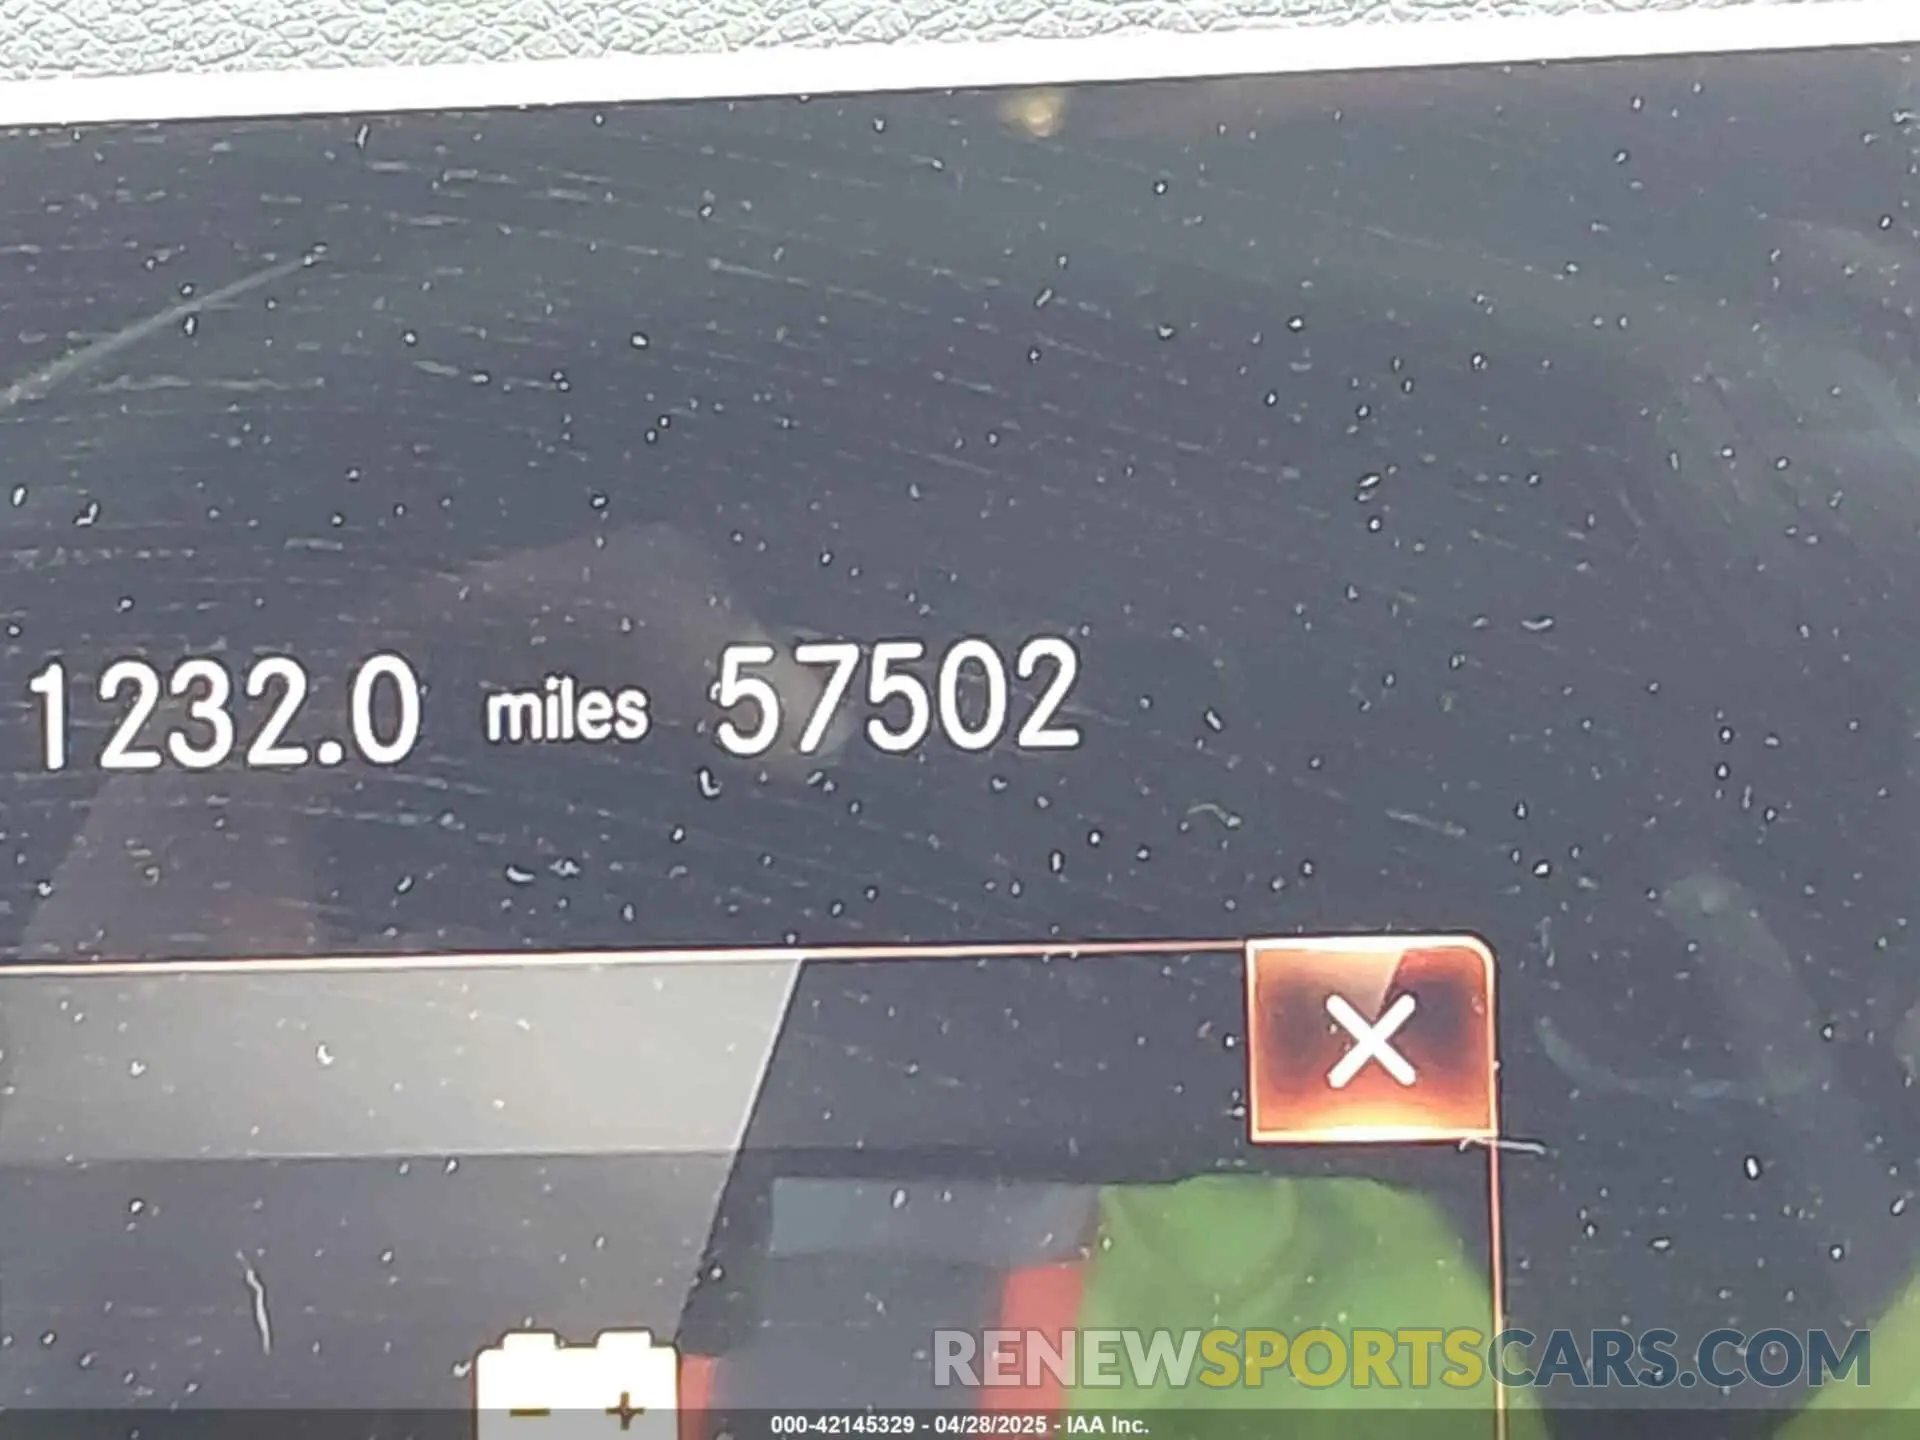 1232.0 miles 57502
RENEWSPORTSCARS.COM
000-42145329 - 04/28/2025 - IAA Inc.